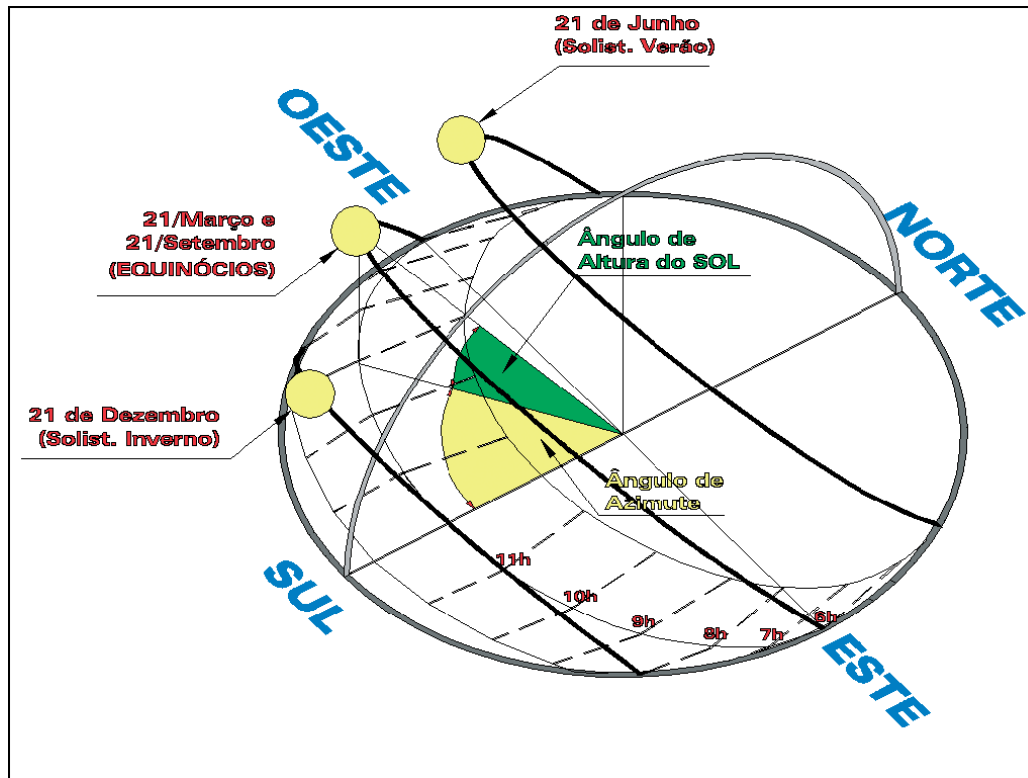 21 de Junho
(Solist. Verão)
OESTE
21/Março e
21/Setembro
(EQUINÓCIOS)
Ângulo de
Altura do SOL
NORTE
21 de Dezembro
(Solist. Inverno)
Ângulo de
Azimute
SUL
11h
10h
9h
8h
7h
6h
ESTE